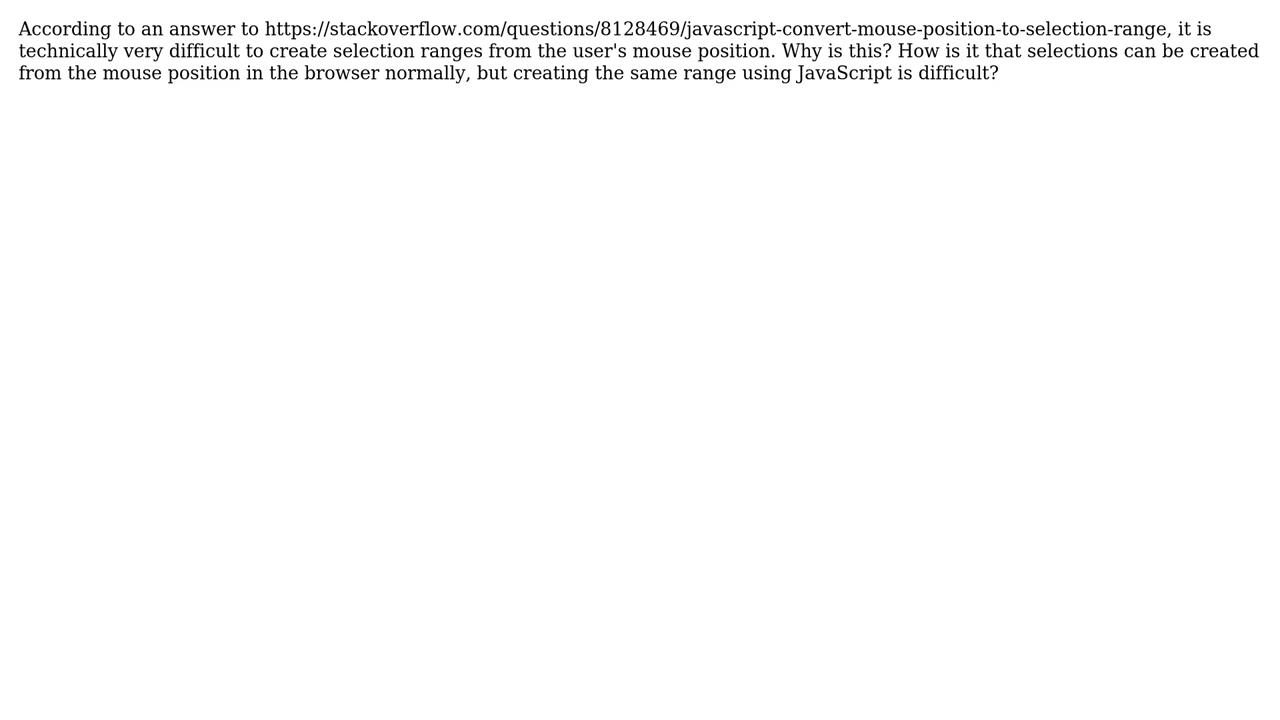 According to an answer to https://stackoverflow.com/questions/8128469/javascript-convert-mouse-position-to-selection-range, it is
technically very difficult to create selection ranges from the user's mouse position. Why is this? How is it that selections can be created
from the mouse position in the browser normally, but creating the same range using JavaScript is difficult?